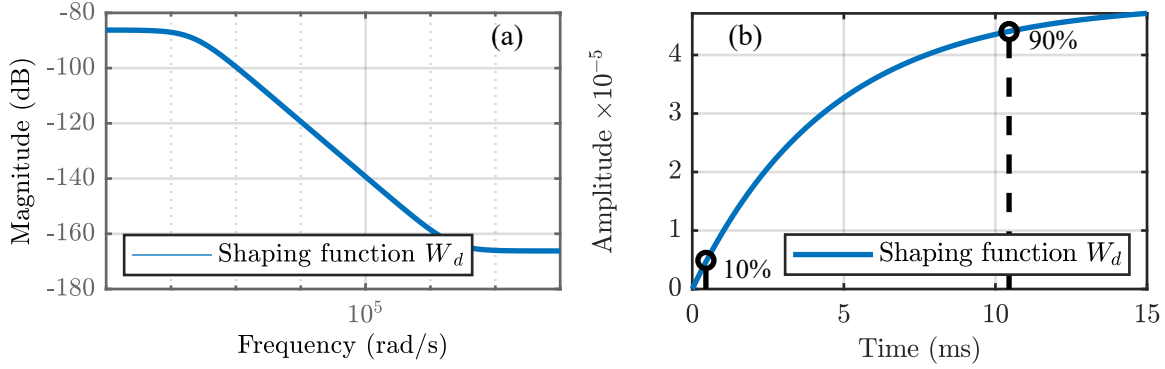 -80
-100
-120
-140
-160
-180
Magnitude (dB)
(a)
Shaping function W_d
10^5
Frequency (rad/s)
4
3
2
1
0
Amplitude ×10^−5
(b)
90%
10%
Shaping function W_d
0 5 10 15
Time (ms)